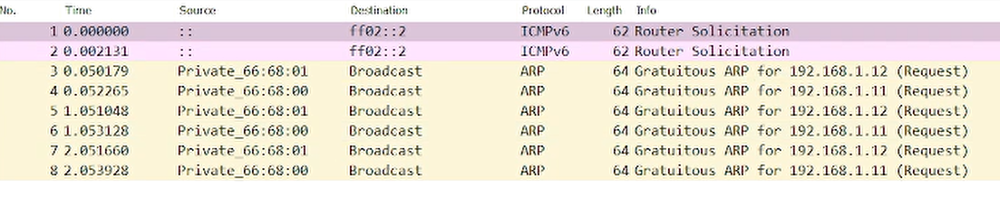 No. Time Source Destination Protocol Length Info
1 0.000000 :: ff02::2 ICMPv6 62 Router Solicitation
2 0.002131 :: ff02::2 ICMPv6 62 Router Solicitation
3 0.050179 Private_66:68:01 Broadcast ARP 64 Gratuitous ARP for 192.168.1.12 (Request)
4 0.052265 Private_66:68:00 Broadcast ARP 64 Gratuitous ARP for 192.168.1.11 (Request)
5 1.051048 Private_66:68:01 Broadcast ARP 64 Gratuitous ARP for 192.168.1.12 (Request)
6 1.053128 Private_66:68:00 Broadcast ARP 64 Gratuitous ARP for 192.168.1.11 (Request)
7 2.051660 Private_66:68:01 Broadcast ARP 64 Gratuitous ARP for 192.168.1.12 (Request)
8 2.053928 Private_66:68:00 Broadcast ARP 64 Gratuitous ARP for 192.168.1.11 (Request)